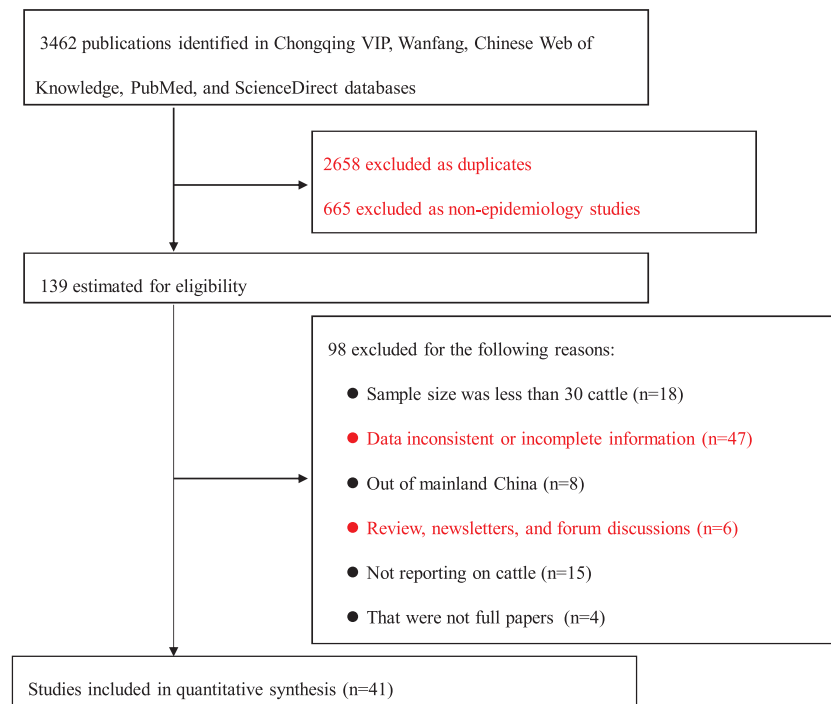 3462 publications identified in Chongqing VIP, Wanfang, Chinese Web of
Knowledge, PubMed, and ScienceDirect databases
2658 excluded as duplicates
665 excluded as non-epidemiology studies
139 estimated for eligibility
98 excluded for the following reasons:
● Sample size was less than 30 cattle (n=18)
● Data inconsistent or incomplete information (n=47)
● Out of mainland China (n=8)
● Review, newsletters, and forum discussions (n=6)
● Not reporting on cattle (n=15)
● That were not full papers (n=4)
Studies included in quantitative synthesis (n=41)